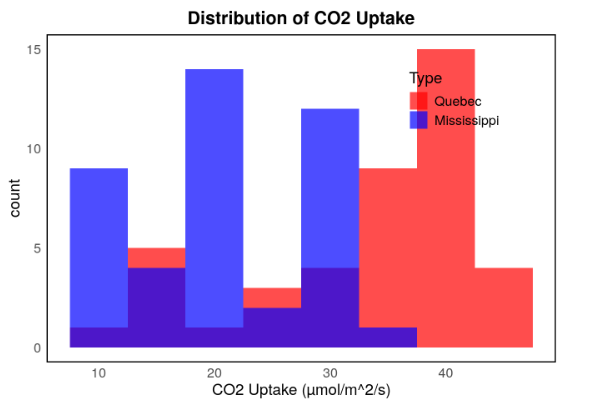 Distribution of CO2 Uptake
15
10
5
0
count
Type
Quebec
Mississippi
10 20 30 40
CO2 Uptake (μmol/m^2/s)